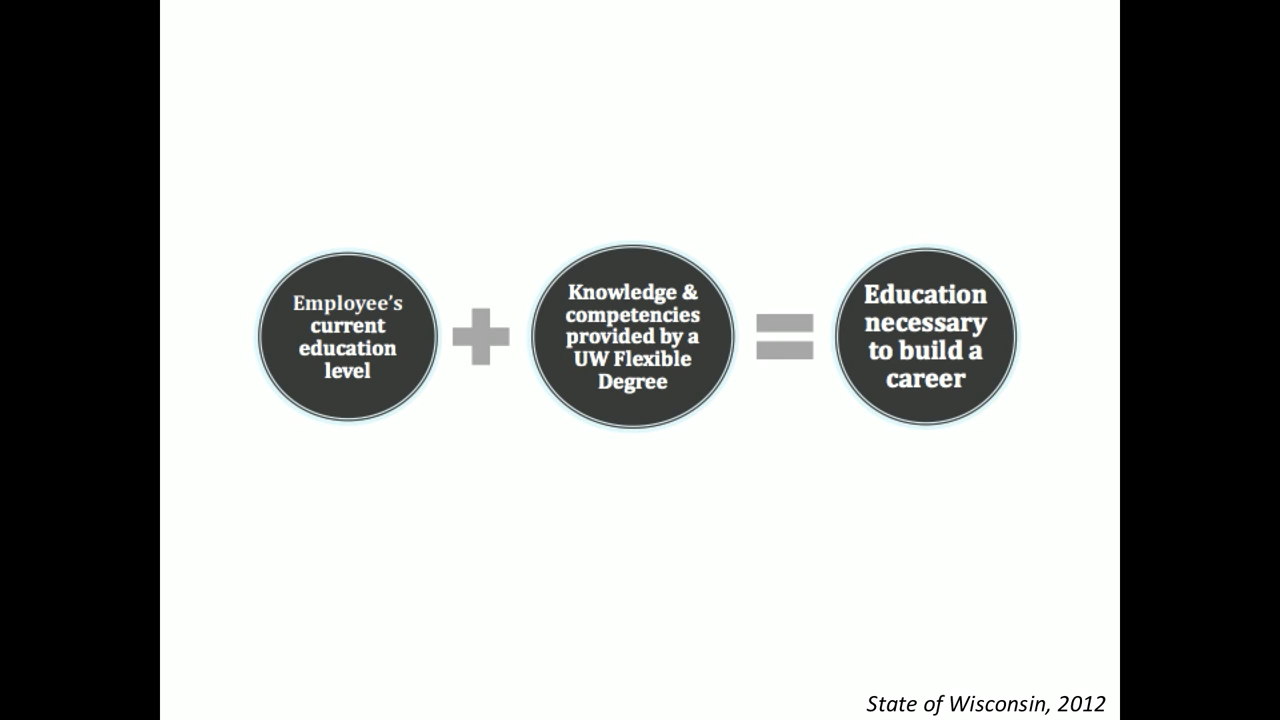 Employee's
current
education
level
Knowledge &
competencies
provided by a
UW Flexible
Degree
Education
necessary
to build a
career
State of Wisconsin, 2012